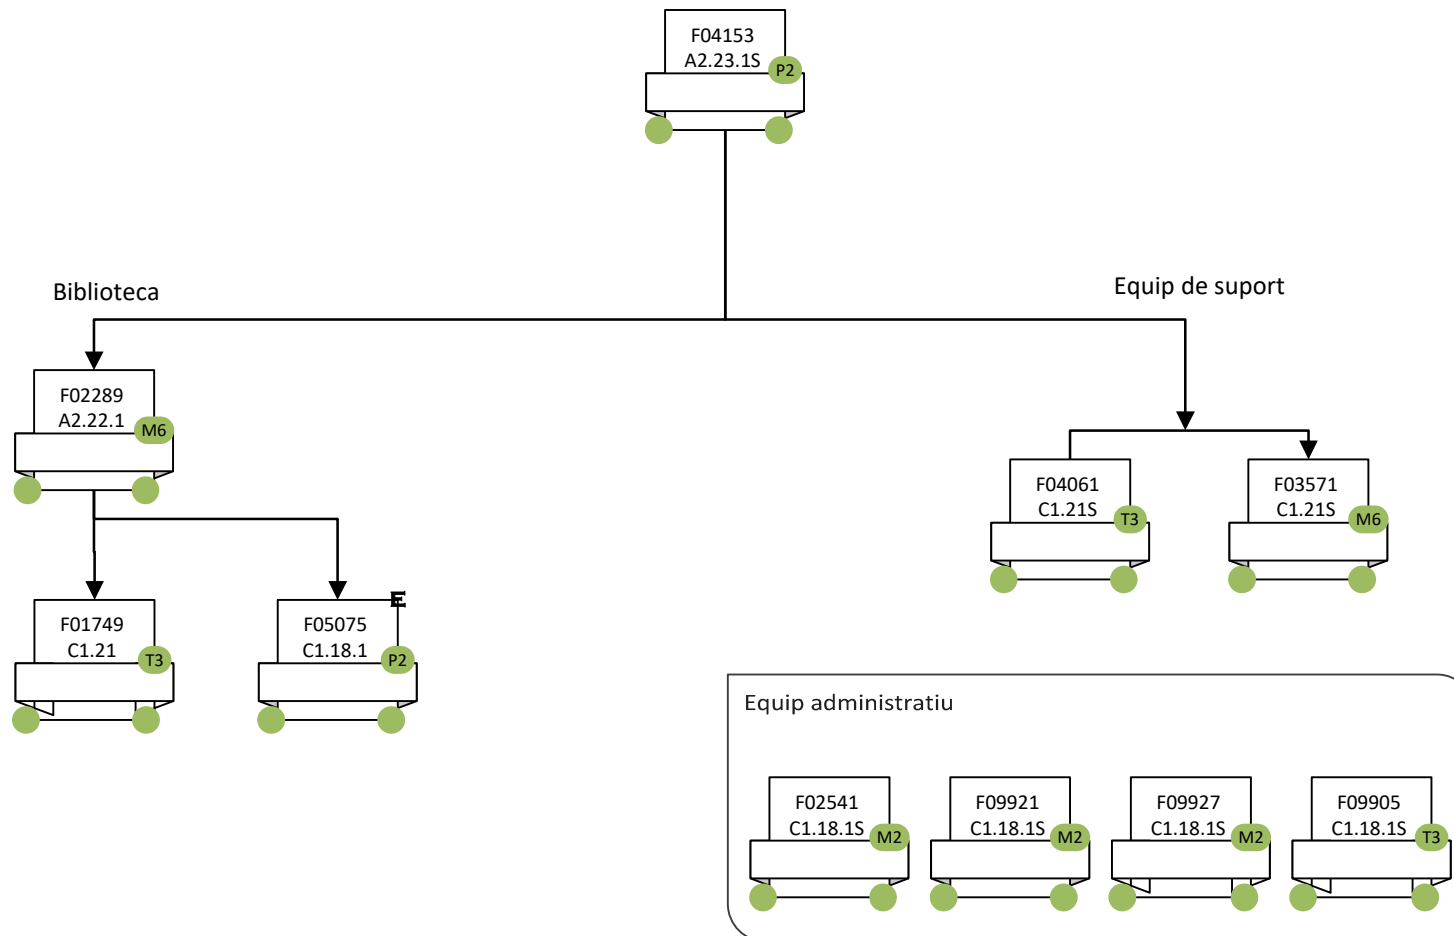 F04153
A2.23.1S
P2
Biblioteca
Equip de suport
F02289
A2.22.1
M6
F04061
C1.21S
T3
F03571
C1.21S
M6
F01749
C1.21
T3
F05075
C1.18.1
P2
Equip administratiu
F02541
C1.18.1S
M2
F09921
C1.18.1S
M2
F09927
C1.18.1S
M2
F09905
C1.18.1S
T3